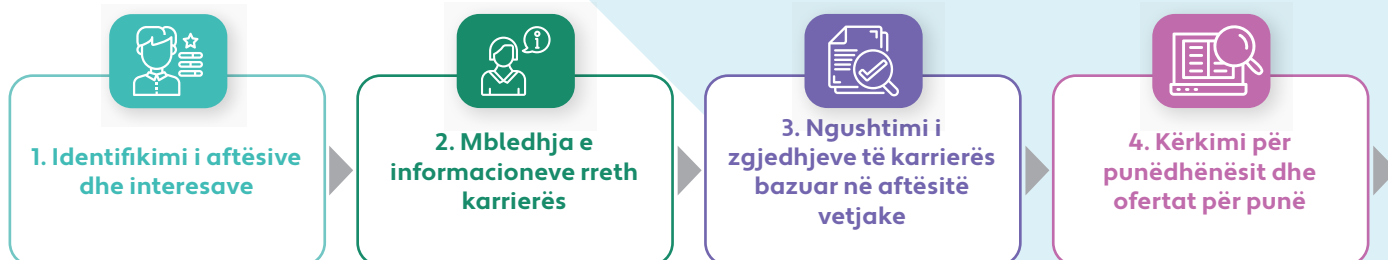 1. Identifikimi i aftësive
dhe interesave
2. Mbledhja e
informacioneve rreth
karrierës
3. Ngushtimi i
zgjedhjeve të karrierës
bazuar në aftësitë
vetjake
4. Kërkimi për
punëdhënësit dhe
ofertat për punë